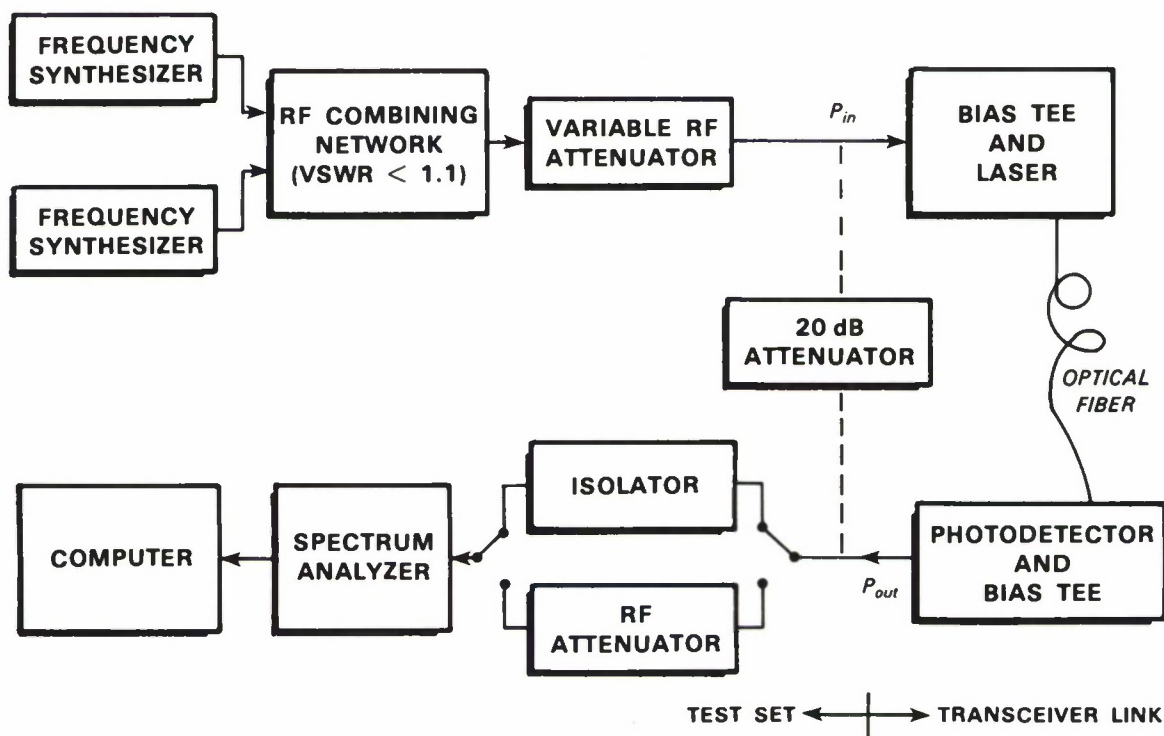 FREQUENCY
SYNTHESIZER
FREQUENCY
SYNTHESIZER
RF COMBINING
NETWORK
(VSWR < 1.1)
VARIABLE RF
ATTENUATOR
P_in
BIAS TEE
AND
LASER
20 dB
ATTENUATOR
OPTICAL
FIBER
COMPUTER
SPECTRUM
ANALYZER
ISOLATOR
RF
ATTENUATOR
P_out
PHOTODETECTOR
AND
BIAS TEE
TEST SET
TRANSCEIVER LINK